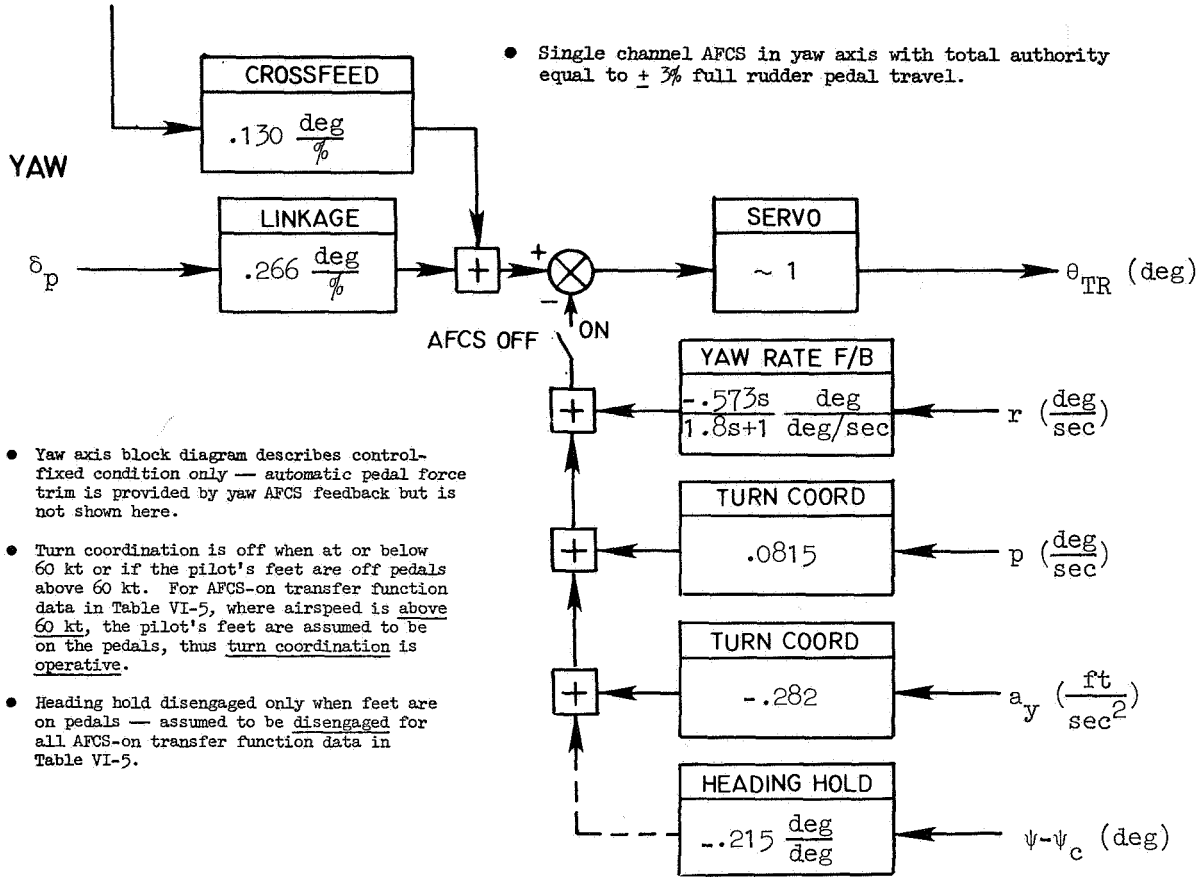 ● Single channel AFCS in yaw axis with total authority
equal to ± 3% full rudder pedal travel.
CROSSFEED
.130 deg/%
YAW
LINKAGE
.266 deg/%
SERVO
~ 1
δp
+
+
−
θTR (deg)
AFCS OFF
ON
YAW RATE F/B
-.573s/1.8s+1 deg/deg/sec
+
r (deg/sec)
● Yaw axis block diagram describes control-
fixed condition only — automatic pedal force
trim is provided by yaw AFCS feedback but is
not shown here.
TURN COORD
.0815
+
p (deg/sec)
● Turn coordination is off when at or below
60 kt or if the pilot's feet are off pedals
above 60 kt. For AFCS-on transfer function
data in Table VI-5, where airspeed is above
60 kt, the pilot's feet are assumed to be
on the pedals, thus turn coordination is
operative.
TURN COORD
-.282
+
ay (ft/sec²)
● Heading hold disengaged only when feet are
on pedals — assumed to be disengaged for
all AFCS-on transfer function data in
Table VI-5.
HEADING HOLD
-.215 deg/deg
ψ-ψc (deg)